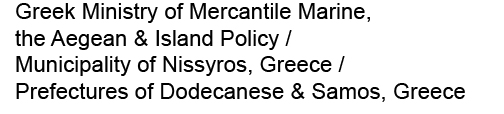 Greek Ministry of Mercantile Marine,
the Aegean & Island Policy /
Municipality of Nissyros, Greece /
Prefectures of Dodecanese & Samos, Greece